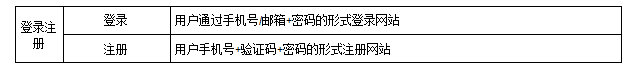 登录注册
登录
用户通过手机号/邮箱+密码的形式登录网站
注册
用户手机号+验证码+密码的形式注册网站